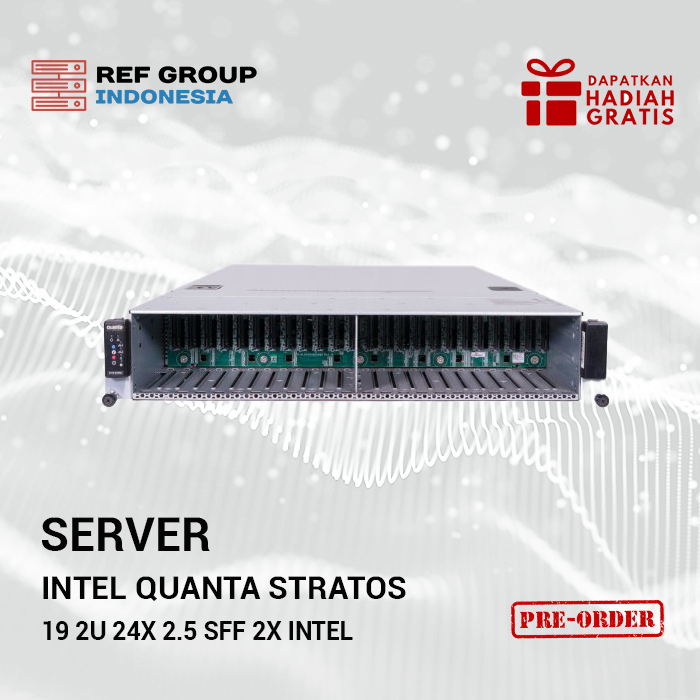 REF GROUP
INDONESIA
DAPATKAN
HADIAH
GRATIS
SERVER
INTEL QUANTA STRATOS
19 2U 24X 2.5 SFF 2X INTEL
PRE-ORDER